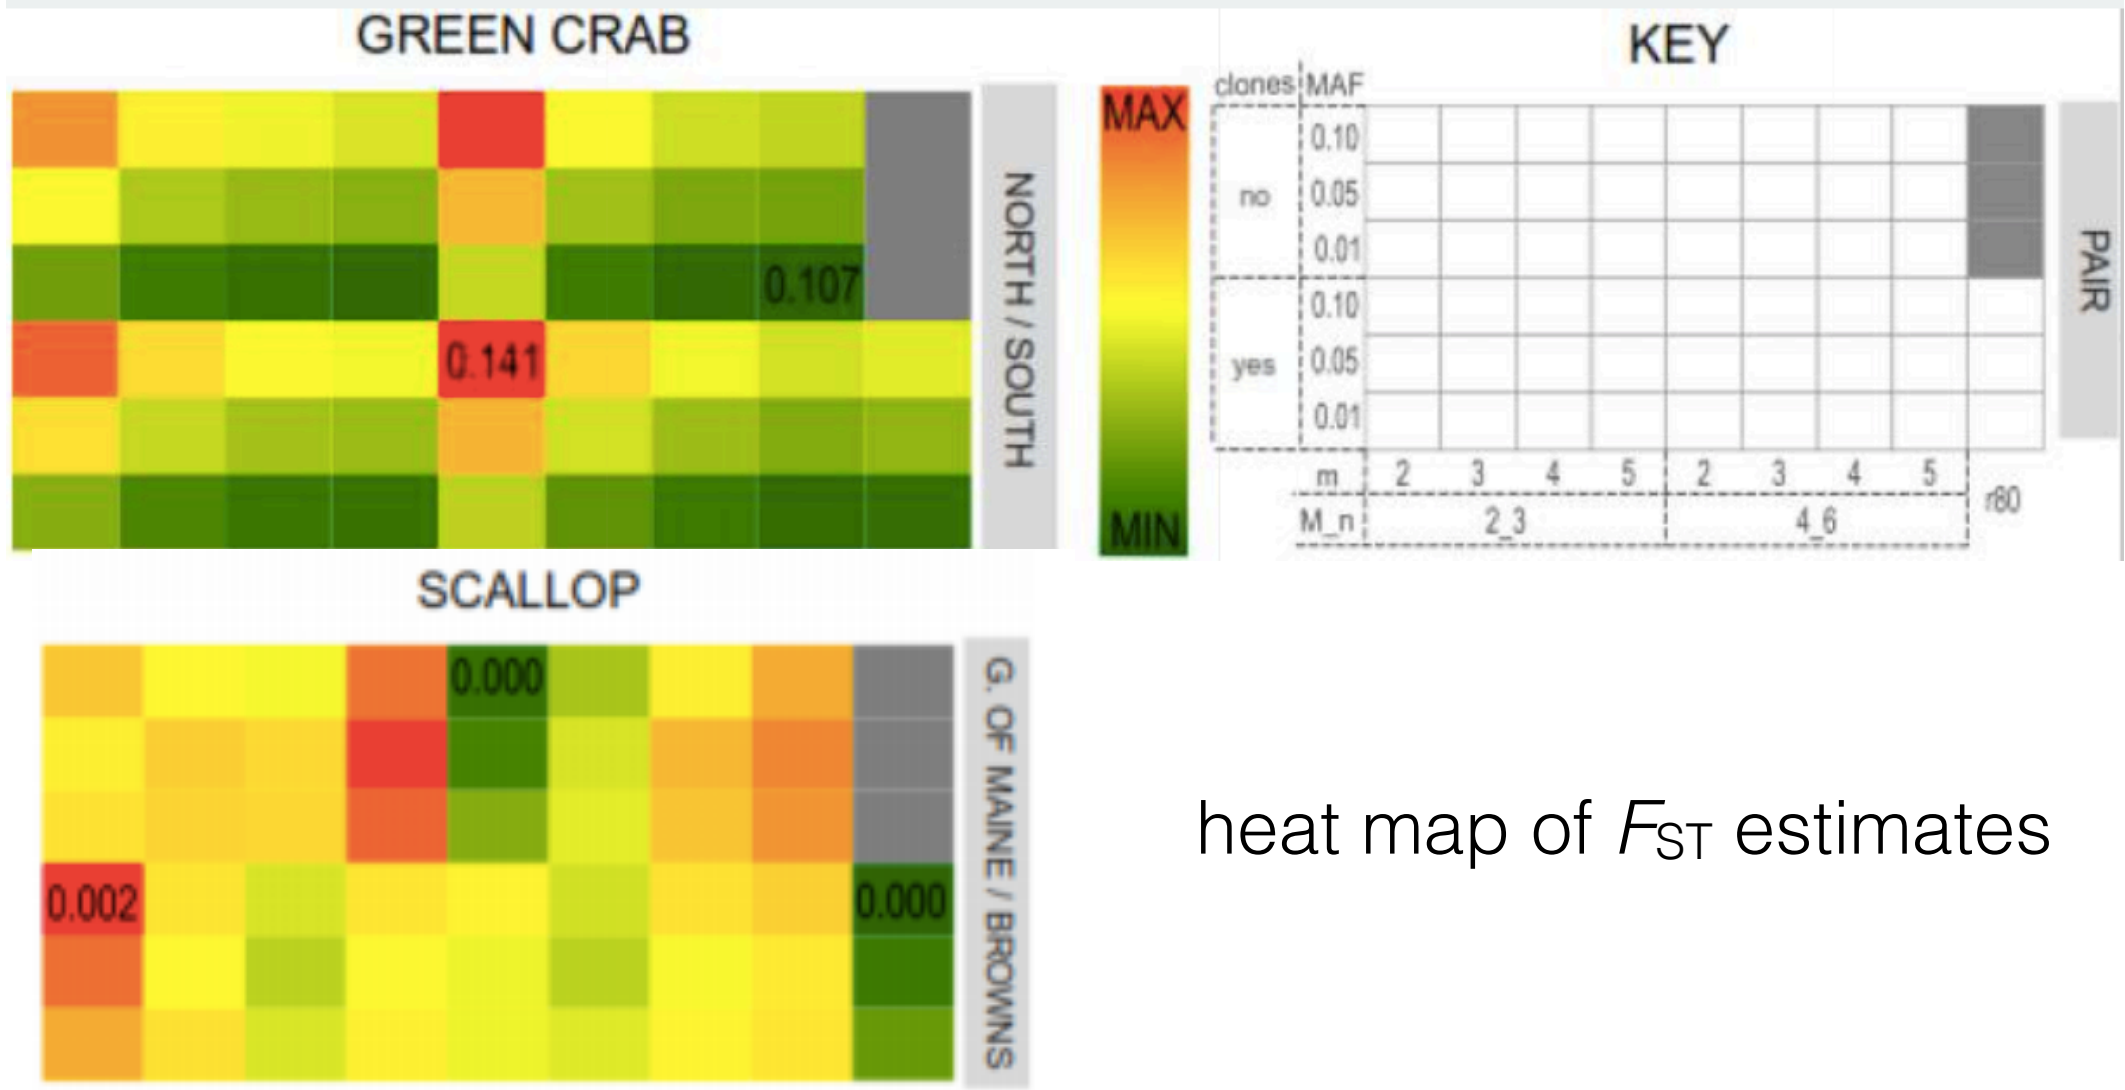 GREEN CRAB
0.107
0.141
NORTH / SOUTH
MAX
MIN
KEY
clones MAF
0.10
no 0.05
0.01
0.10
yes 0.05
0.01
m 2 3 4 5 2 3 4 5
r80
M_n 2_3 4_6
PAIR
SCALLOP
0.000
0.002 0.000
G. OF MAINE / BROWNS
heat map of FST estimates